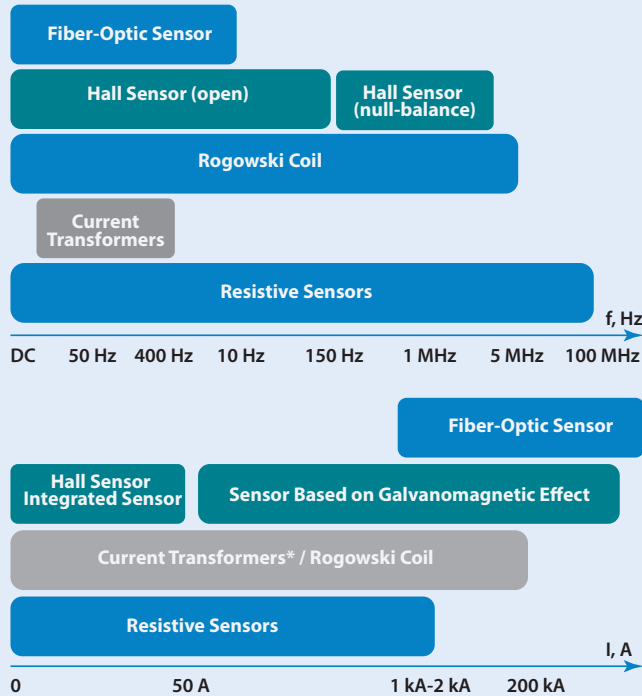 Fiber-Optic Sensor
Hall Sensor (open)
Hall Sensor
(null-balance)
Rogowski Coil
Current
Transformers
Resistive Sensors
f, Hz
DC 50 Hz 400 Hz 10 Hz 150 Hz 1 MHz 5 MHz 100 MHz
Fiber-Optic Sensor
Hall Sensor
Integrated Sensor
Sensor Based on Galvanomagnetic Effect
Current Transformers* / Rogowski Coil
Resistive Sensors
I, A
0 50 A 1 kA-2 kA 200 kA